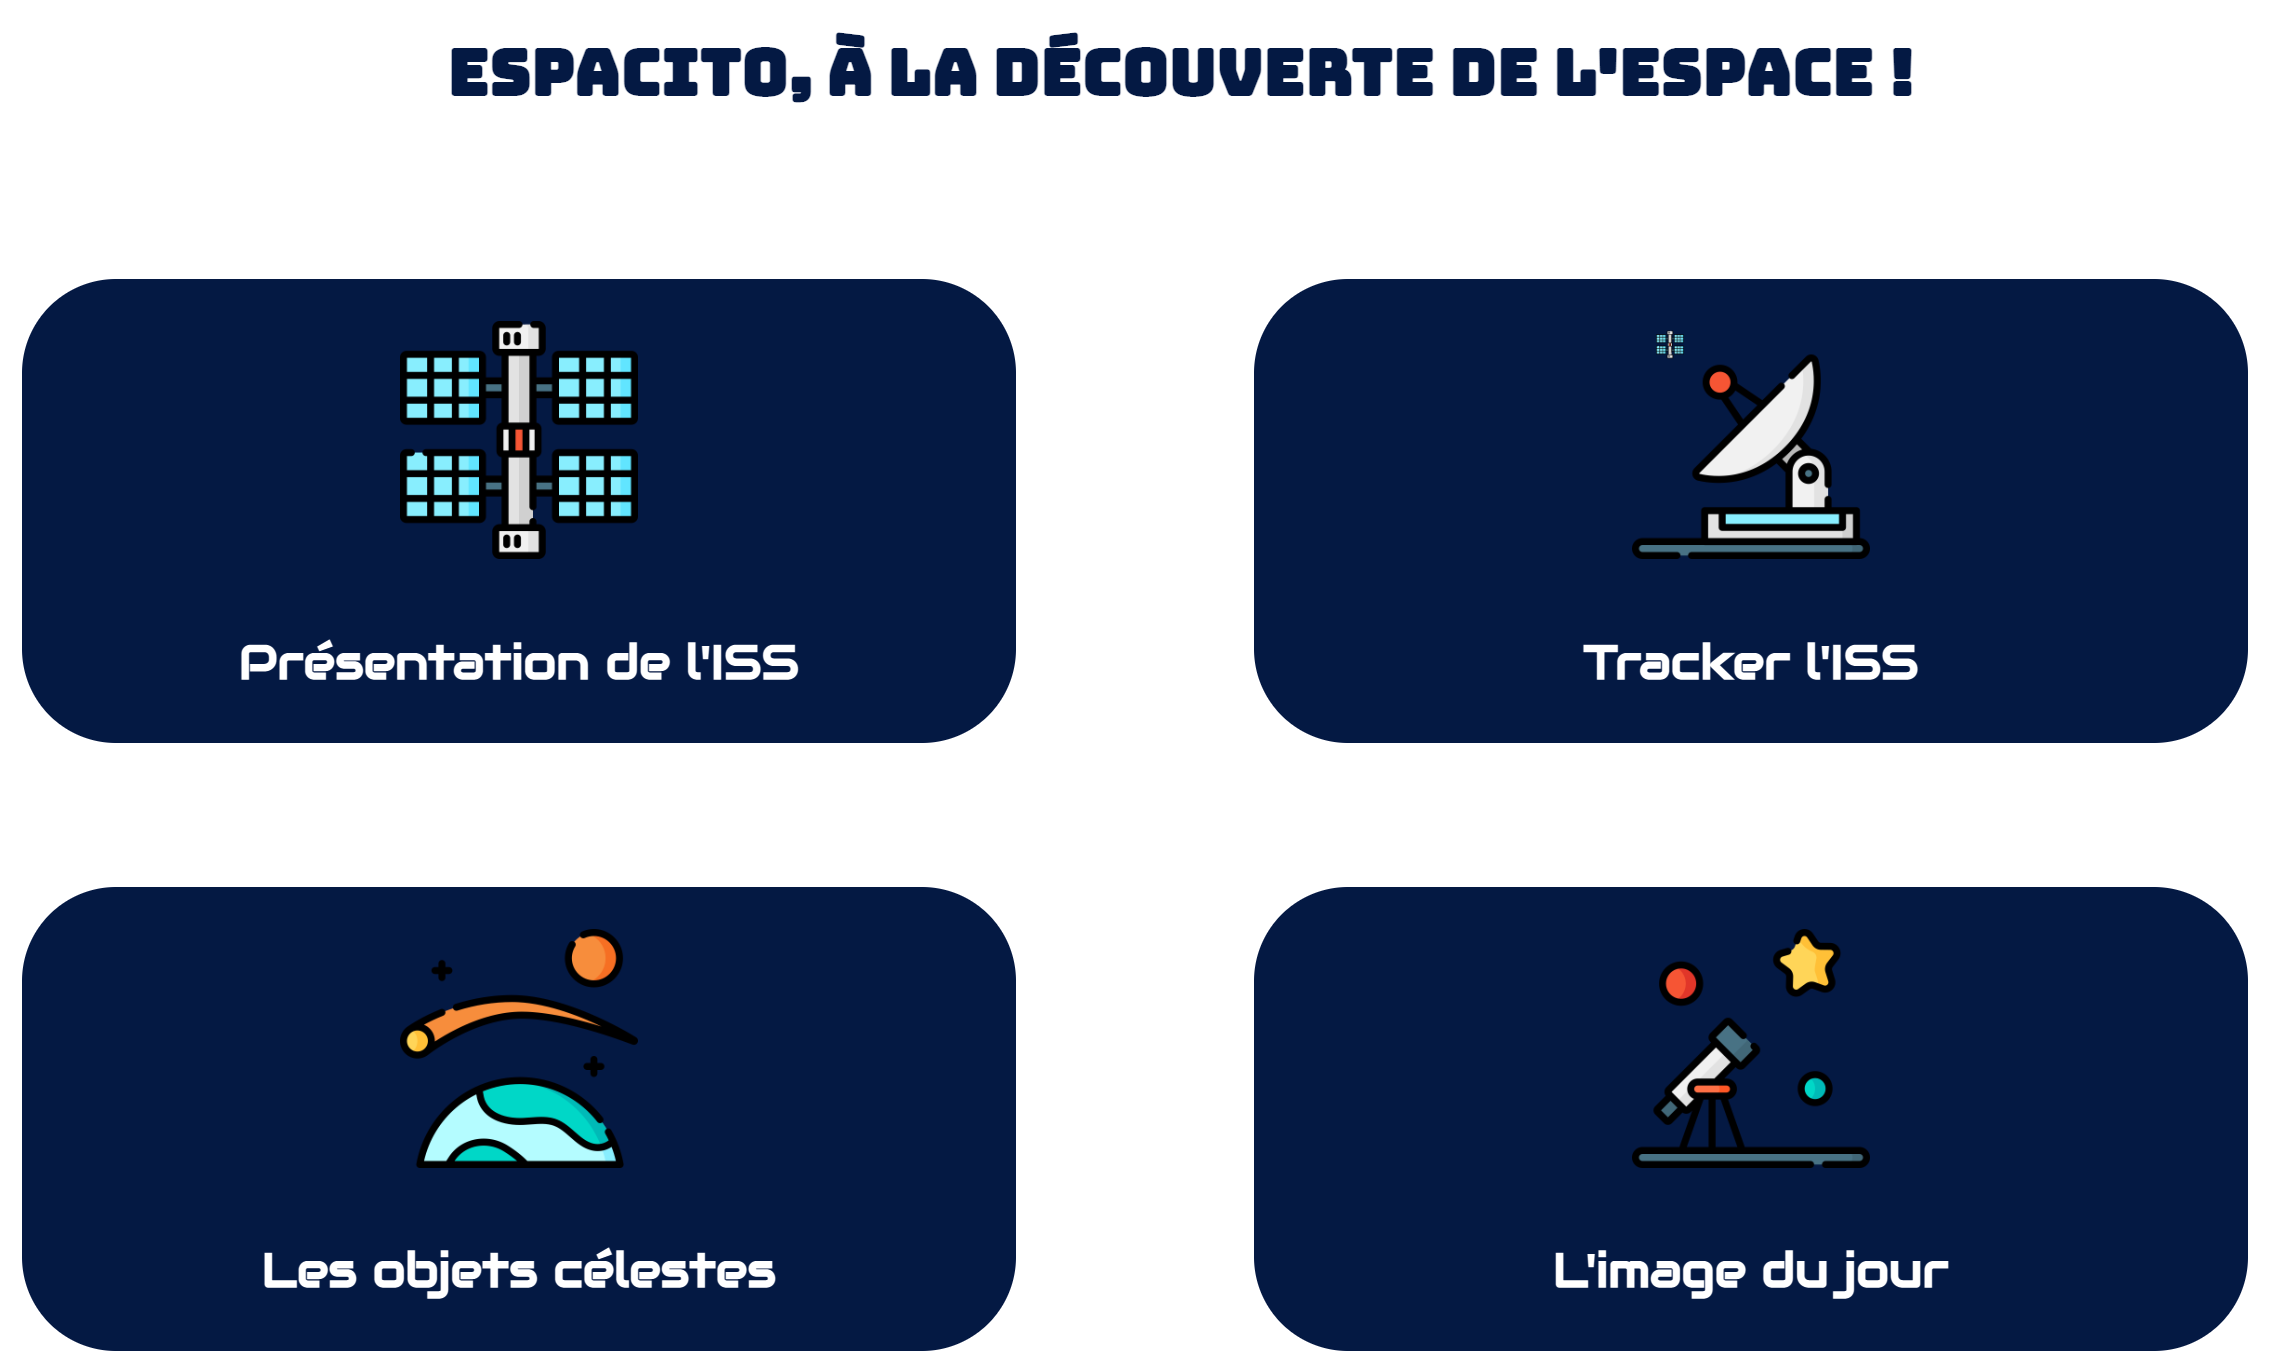 ESPACITO, À LA DÉCOUVERTE DE L'ESPACE !
Présentation de l'ISS
Tracker l'ISS
Les objets célestes
L'image du jour